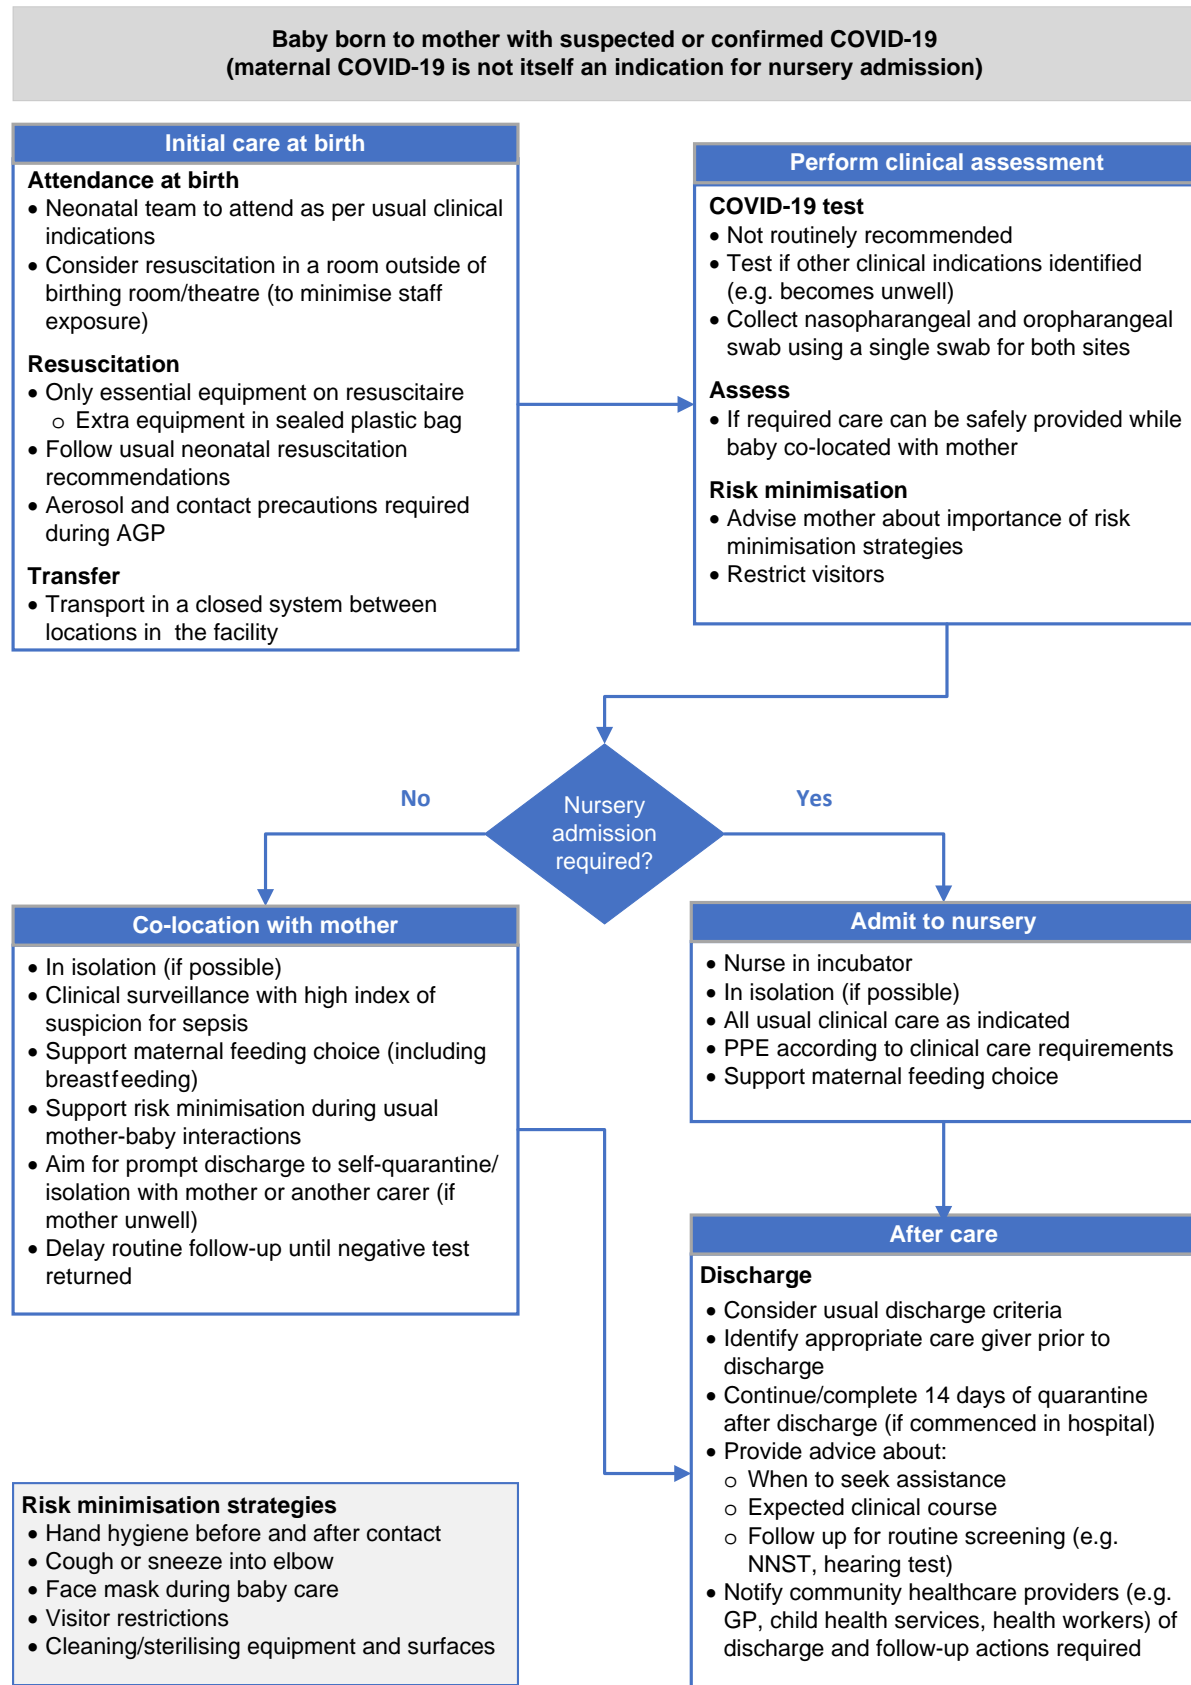 Baby born to mother with suspected or confirmed COVID-19
(maternal COVID-19 is not itself an indication for nursery admission)
Initial care at birth
Attendance at birth
• Neonatal team to attend as per usual clinical
indications
• Consider resuscitation in a room outside of
birthing room/theatre (to minimise staff
exposure)
Resuscitation
• Only essential equipment on resuscitaire
o Extra equipment in sealed plastic bag
• Follow usual neonatal resuscitation
recommendations
• Aerosol and contact precautions required
during AGP
Transfer
• Transport in a closed system between
locations in the facility
Perform clinical assessment
COVID-19 test
• Not routinely recommended
• Test if other clinical indications identified
(e.g. becomes unwell)
• Collect nasopharangeal and oropharangeal
swab using a single swab for both sites
Assess
• If required care can be safely provided while
baby co-located with mother
Risk minimisation
• Advise mother about importance of risk
minimisation strategies
• Restrict visitors
Nursery
admission
required?
No
Yes
Co-location with mother
• In isolation (if possible)
• Clinical surveillance with high index of
suspicion for sepsis
• Support maternal feeding choice (including
breastfeeding)
• Support risk minimisation during usual
mother-baby interactions
• Aim for prompt discharge to self-quarantine/
isolation with mother or another carer (if
mother unwell)
• Delay routine follow-up until negative test
returned
Admit to nursery
• Nurse in incubator
• In isolation (if possible)
• All usual clinical care as indicated
• PPE according to clinical care requirements
• Support maternal feeding choice
After care
Discharge
• Consider usual discharge criteria
• Identify appropriate care giver prior to
discharge
• Continue/complete 14 days of quarantine
after discharge (if commenced in hospital)
• Provide advice about:
o When to seek assistance
o Expected clinical course
o Follow up for routine screening (e.g.
NNST, hearing test)
• Notify community healthcare providers (e.g.
GP, child health services, health workers) of
discharge and follow-up actions required
Risk minimisation strategies
• Hand hygiene before and after contact
• Cough or sneeze into elbow
• Face mask during baby care
• Visitor restrictions
• Cleaning/sterilising equipment and surfaces